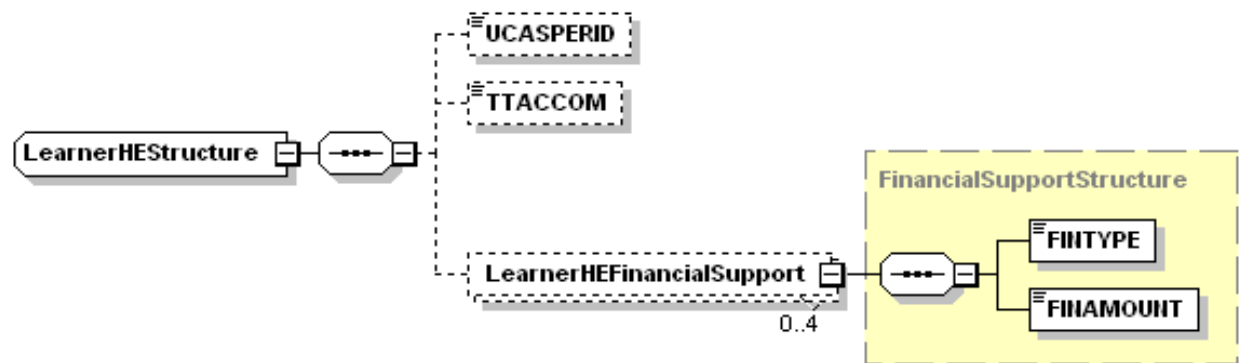 UCASPERID
TTACCOM
LearnerHEStructure
FinancialSupportStructure
FINTYPE
LearnerHEFinancialSupport
0..4
FINAMOUNT